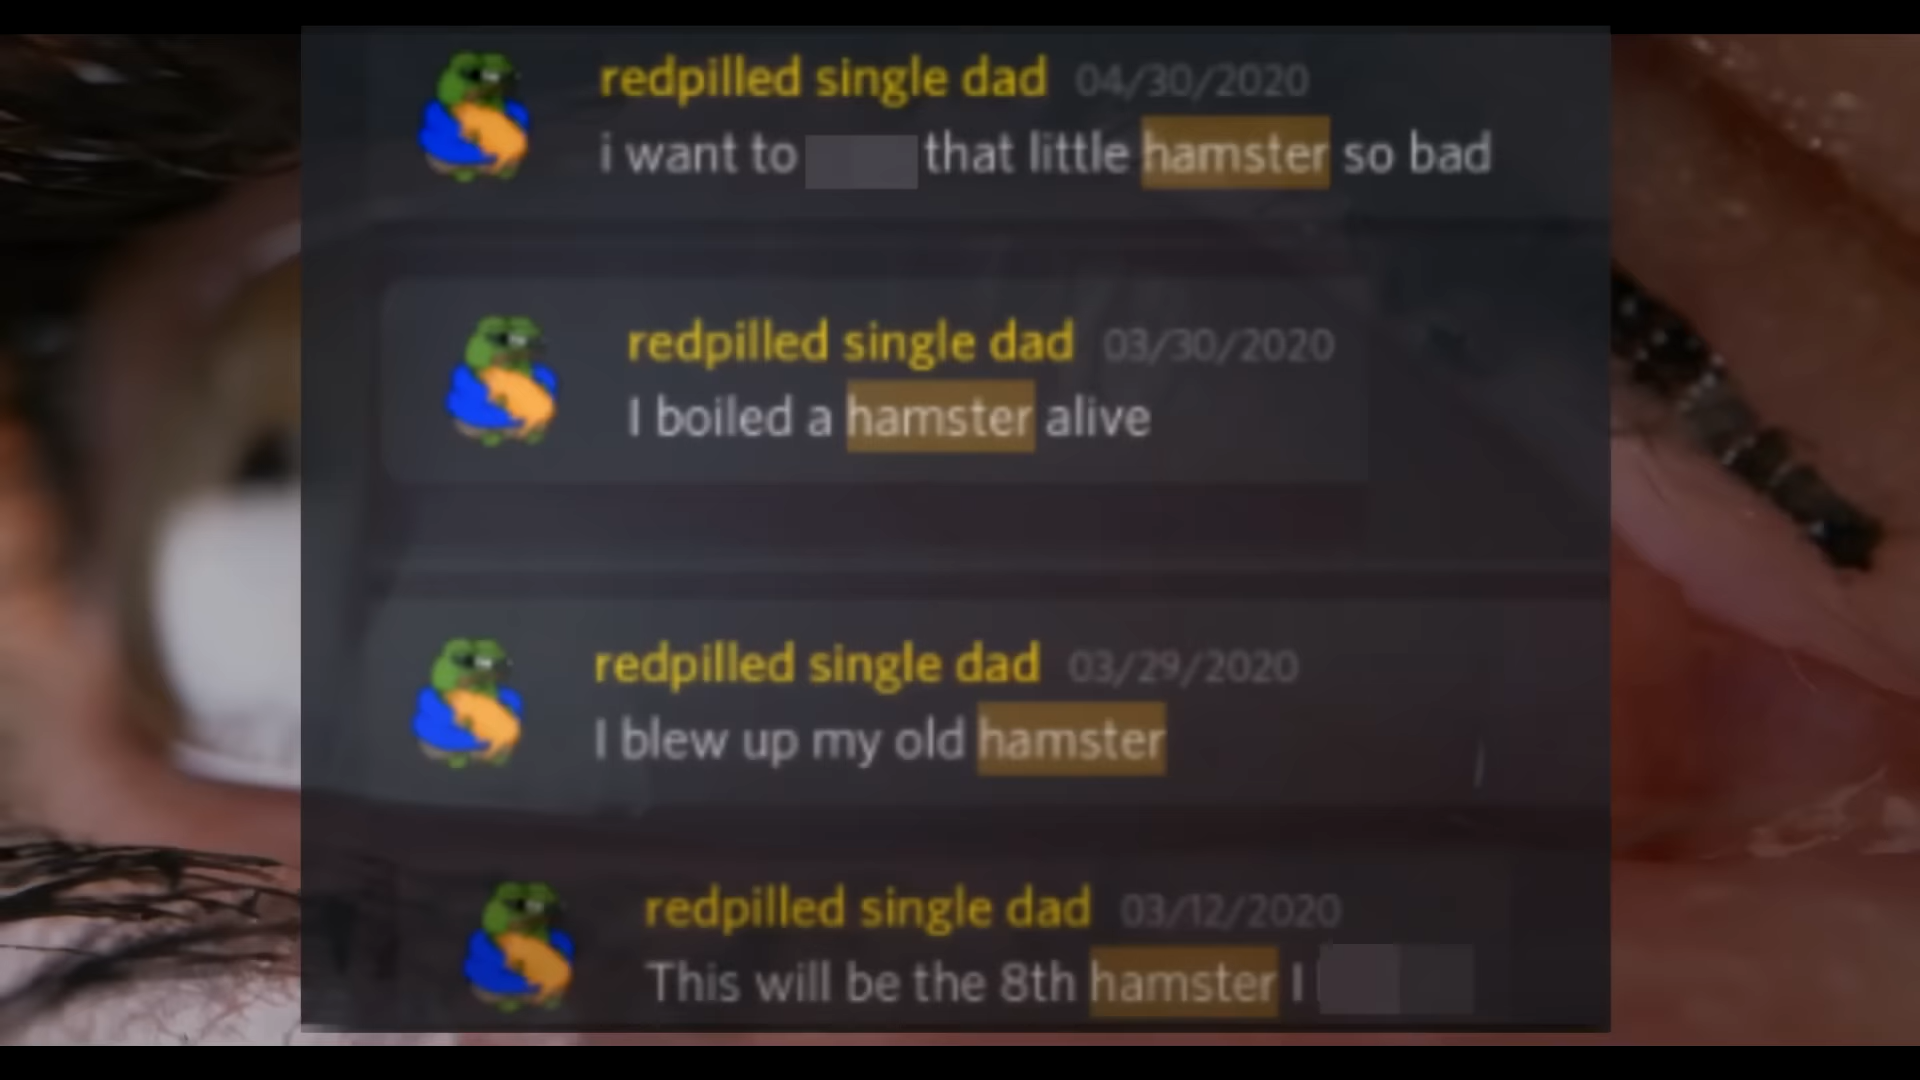 redpilled single dad 04/30/2020
i want to that little hamster so bad
redpilled single dad 03/30/2020
I boiled a hamster alive
redpilled single dad 03/29/2020
I blew up my old hamster
redpilled single dad 03/12/2020
This will be the 8th hamster I